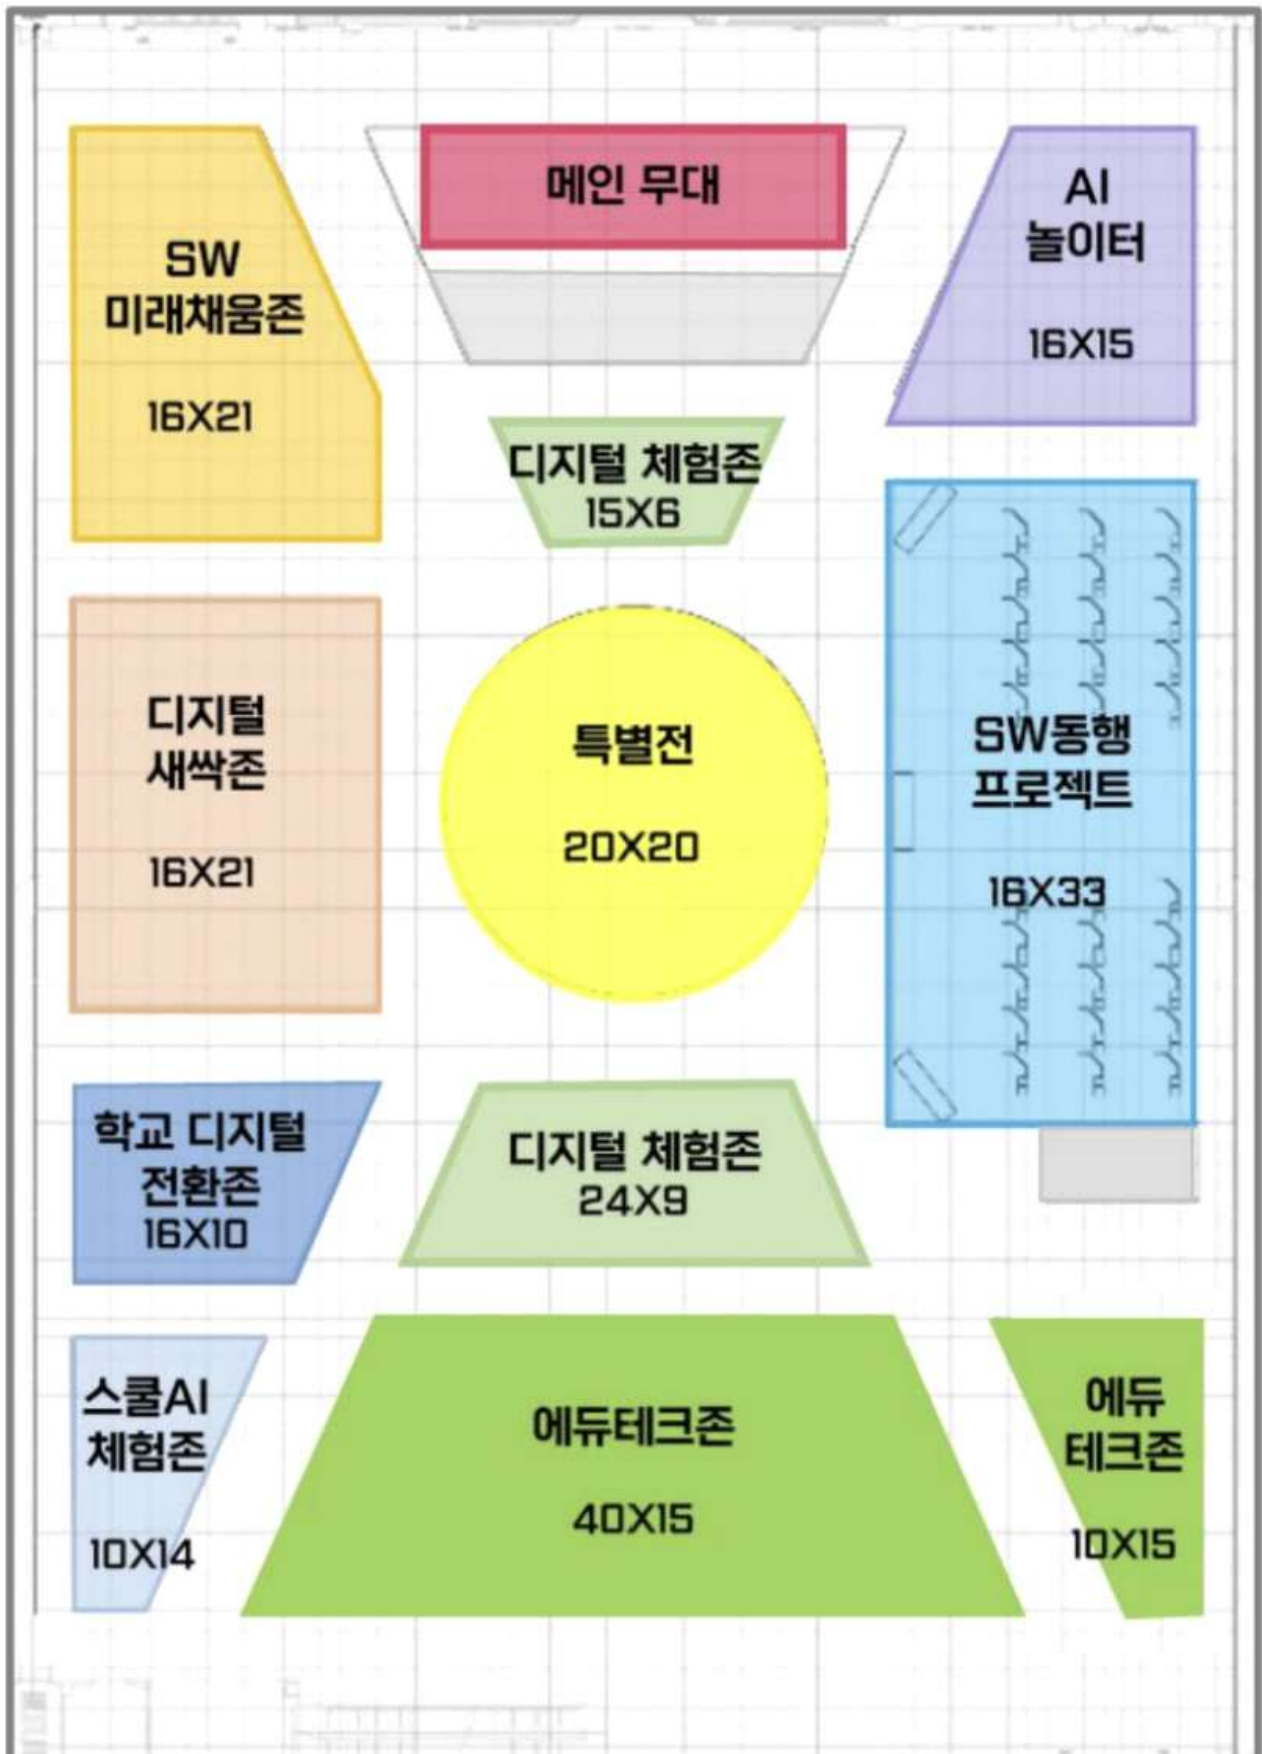 메인 무대
SW
미래채움존
16X21
AI
놀이터
16X15
디지털 체험존
15X6
디지털
새싹존
16X21
특별전
20X20
SW동행
프로젝트
16X33
학교 디지털
전환존
16X10
디지털 체험존
24X9
스쿨AI
체험존
10X14
에듀테크존
40X15
에듀
테크존
10X15